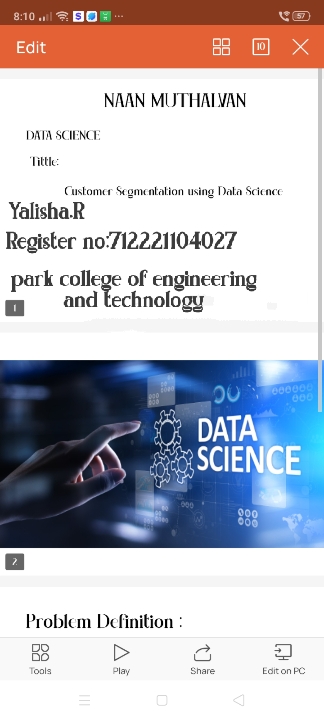 8:10
57
Edit
10
NAAN MUTHALVAN
DATA SCIENCE
Tittle:
Customer Segmentation using Data Science
Yalisha.R
Register no:712221104027
park college of engineering
and technology
1
DATA
SCIENCE
2
Problem Definition :
Tools
Play
Share
Edit on PC